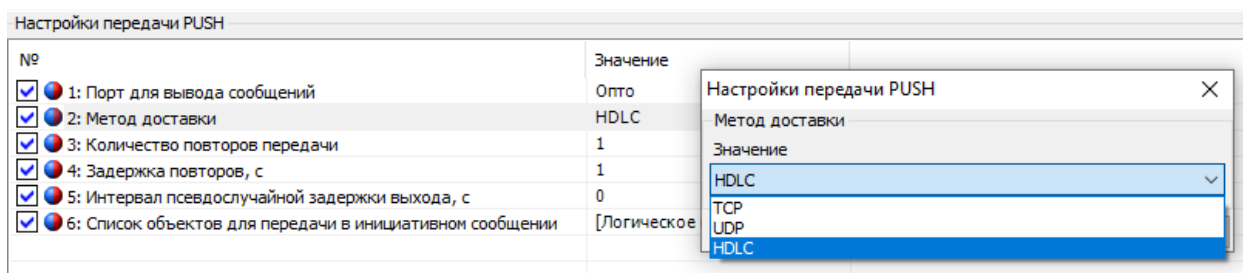 Настройки передачи PUSH
№ Значение
1: Порт для вывода сообщений Опто
2: Метод доставки HDLC
3: Количество повторов передачи 1
4: Задержка повторов, с 1
5: Интервал псевдослучайной задержки выхода, с 0
6: Список объектов для передачи в инициативном сообщении [Логическое
Настройки передачи PUSH
Метод доставки
Значение
HDLC
TCP
UDP
HDLC